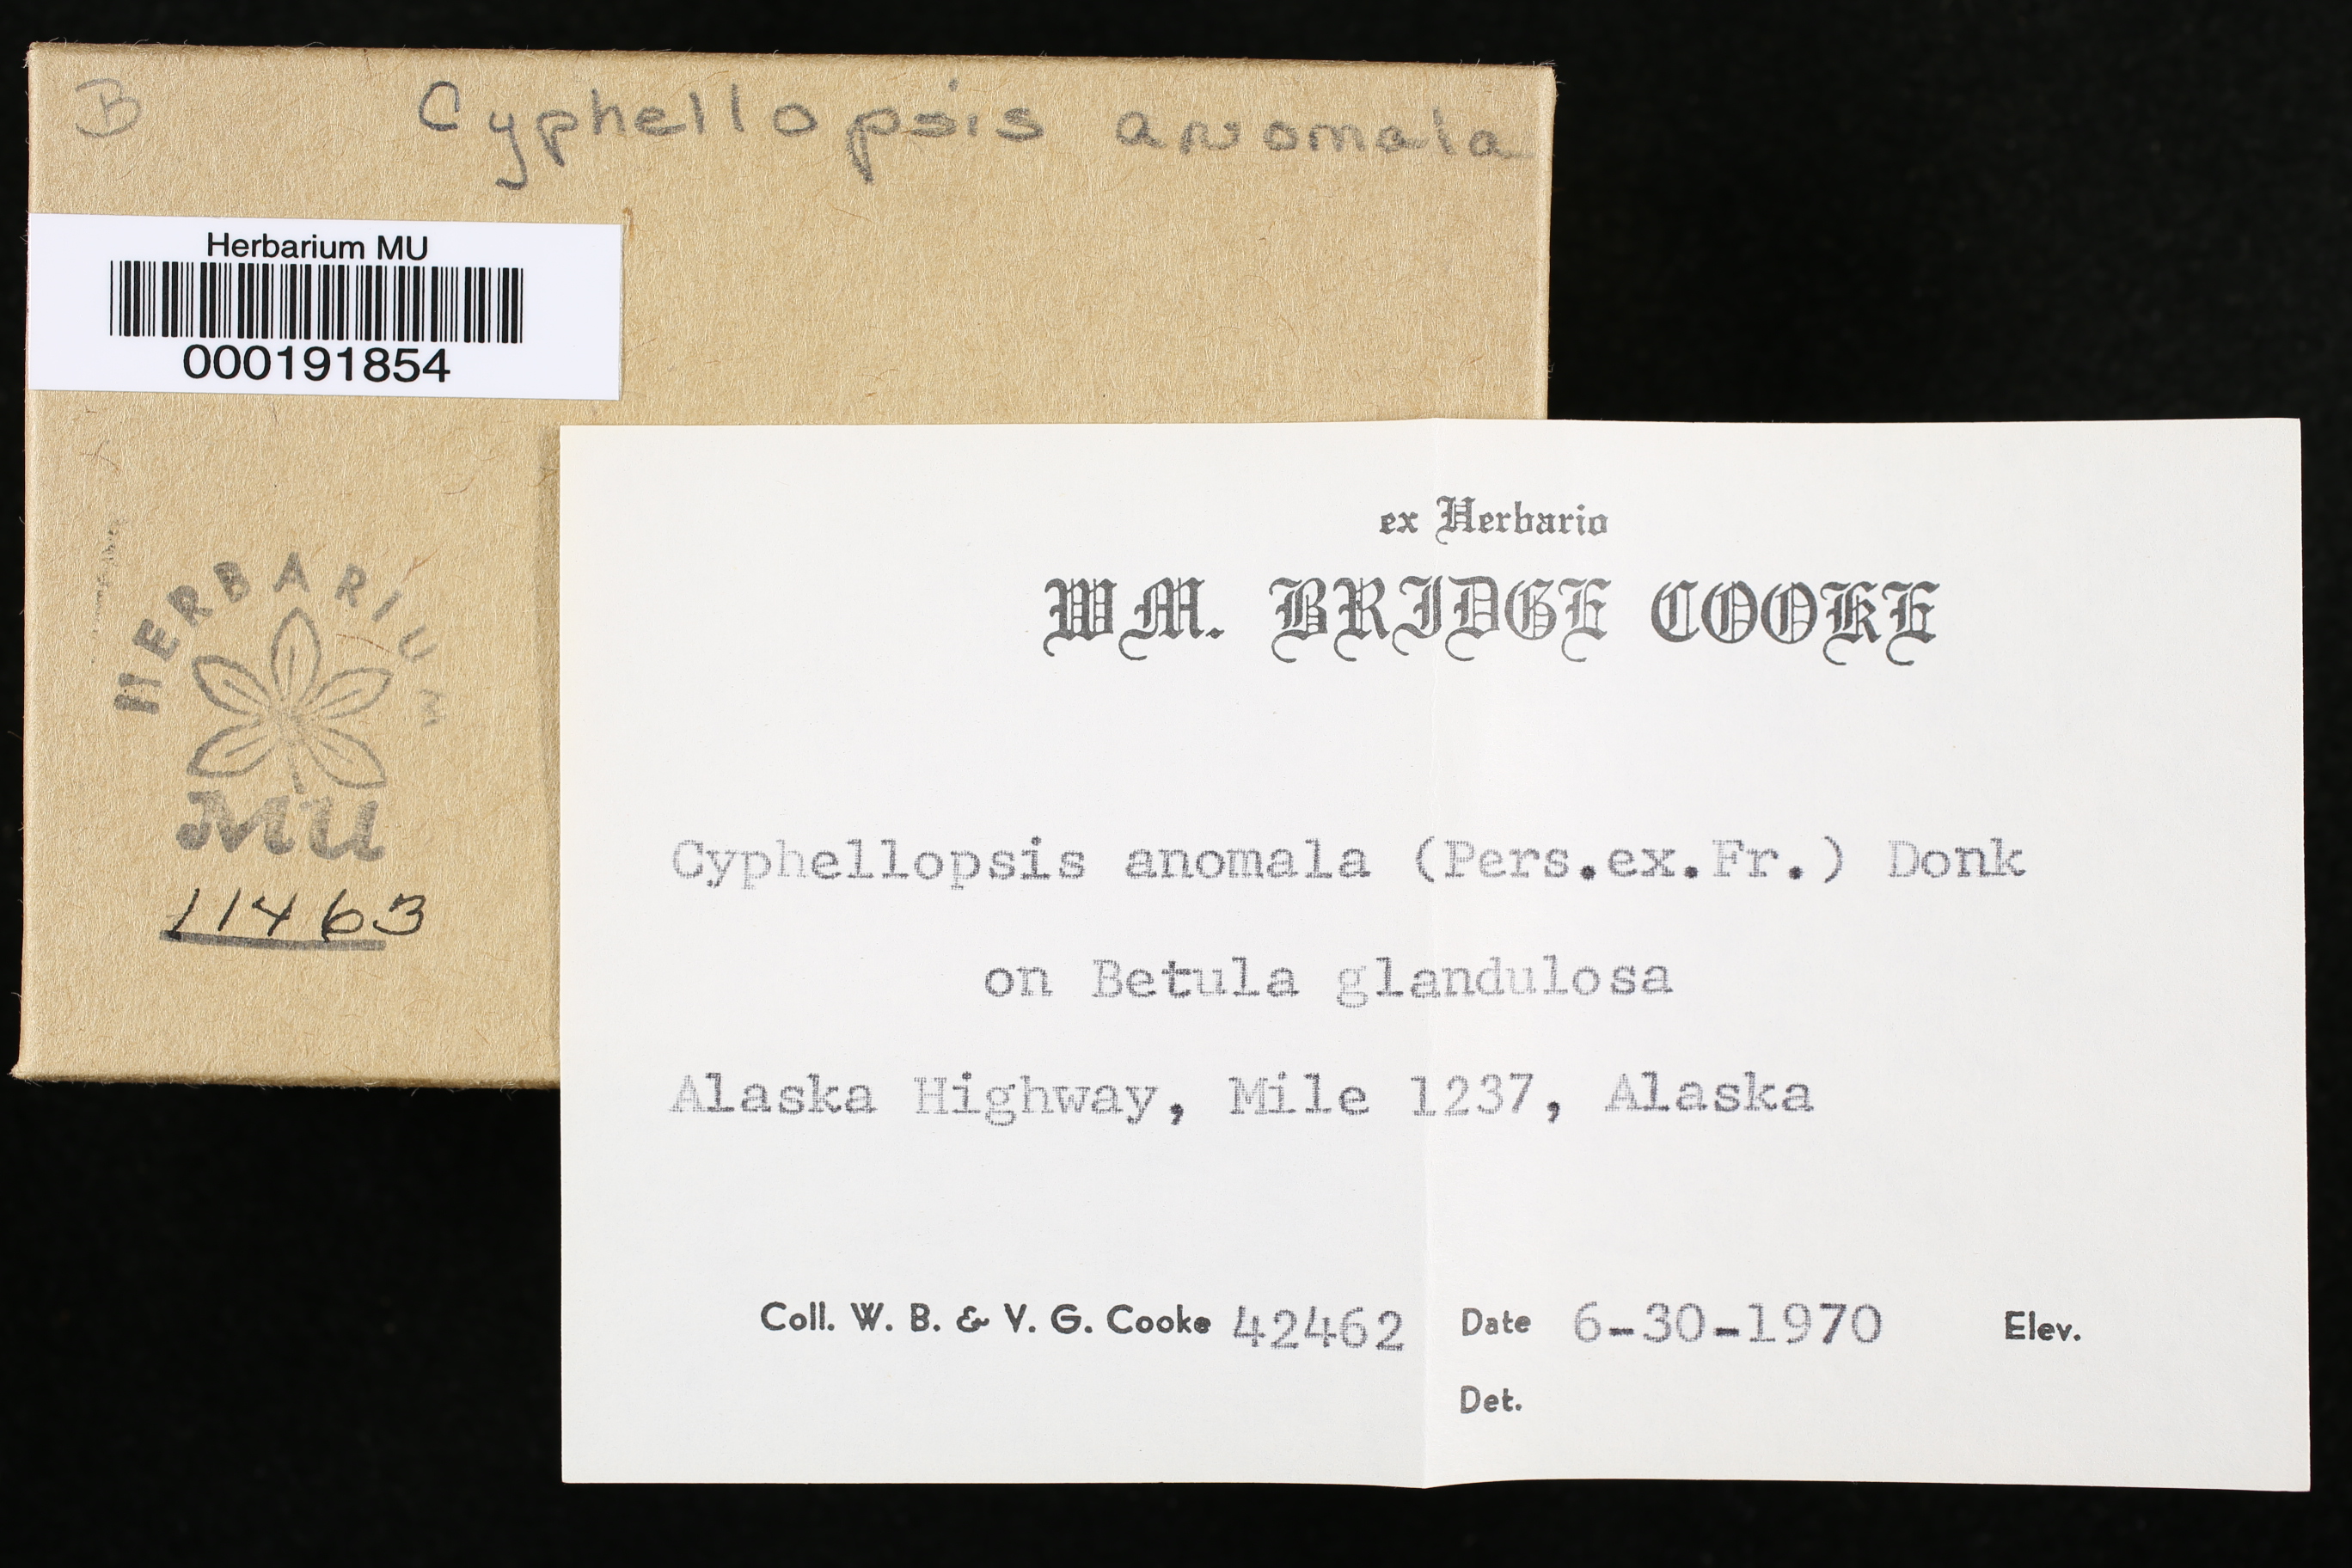 B Cyphellopsis anomala
Herbarium MU
000191854
HERBARIUM
MU
11463
ex Herbario
WM. BRIDGE COOKE
Cyphellopsis anomala (Pers.ex.Fr.) Donk
on Betula glandulosa
Alaska Highway, Mile 1237, Alaska
Coll. W. B. & V. G. Cooke 42462 Date 6-30-1970 Elev.
Det.